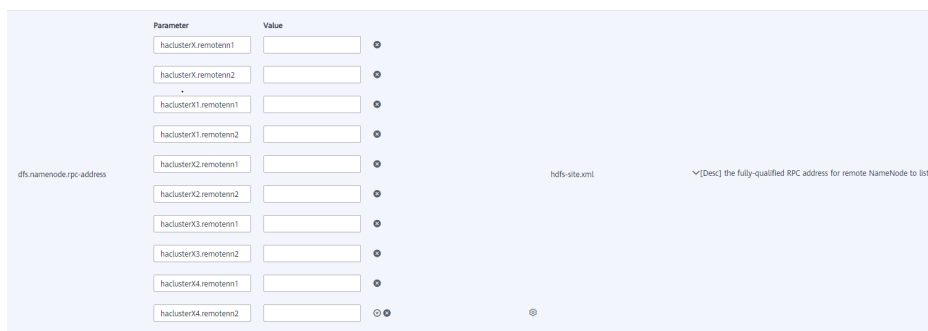 Parameter Value
haclusterX.remotenn1
haclusterX.remotenn2
haclusterX1.remotenn1
haclusterX1.remotenn2
haclusterX2.remotenn1
dfs.namenode.rpc-address hdfs-site.xml [Desc] the fully-qualified RPC address for remote NameNode to list
haclusterX2.remotenn2
haclusterX3.remotenn1
haclusterX3.remotenn2
haclusterX4.remotenn1
haclusterX4.remotenn2